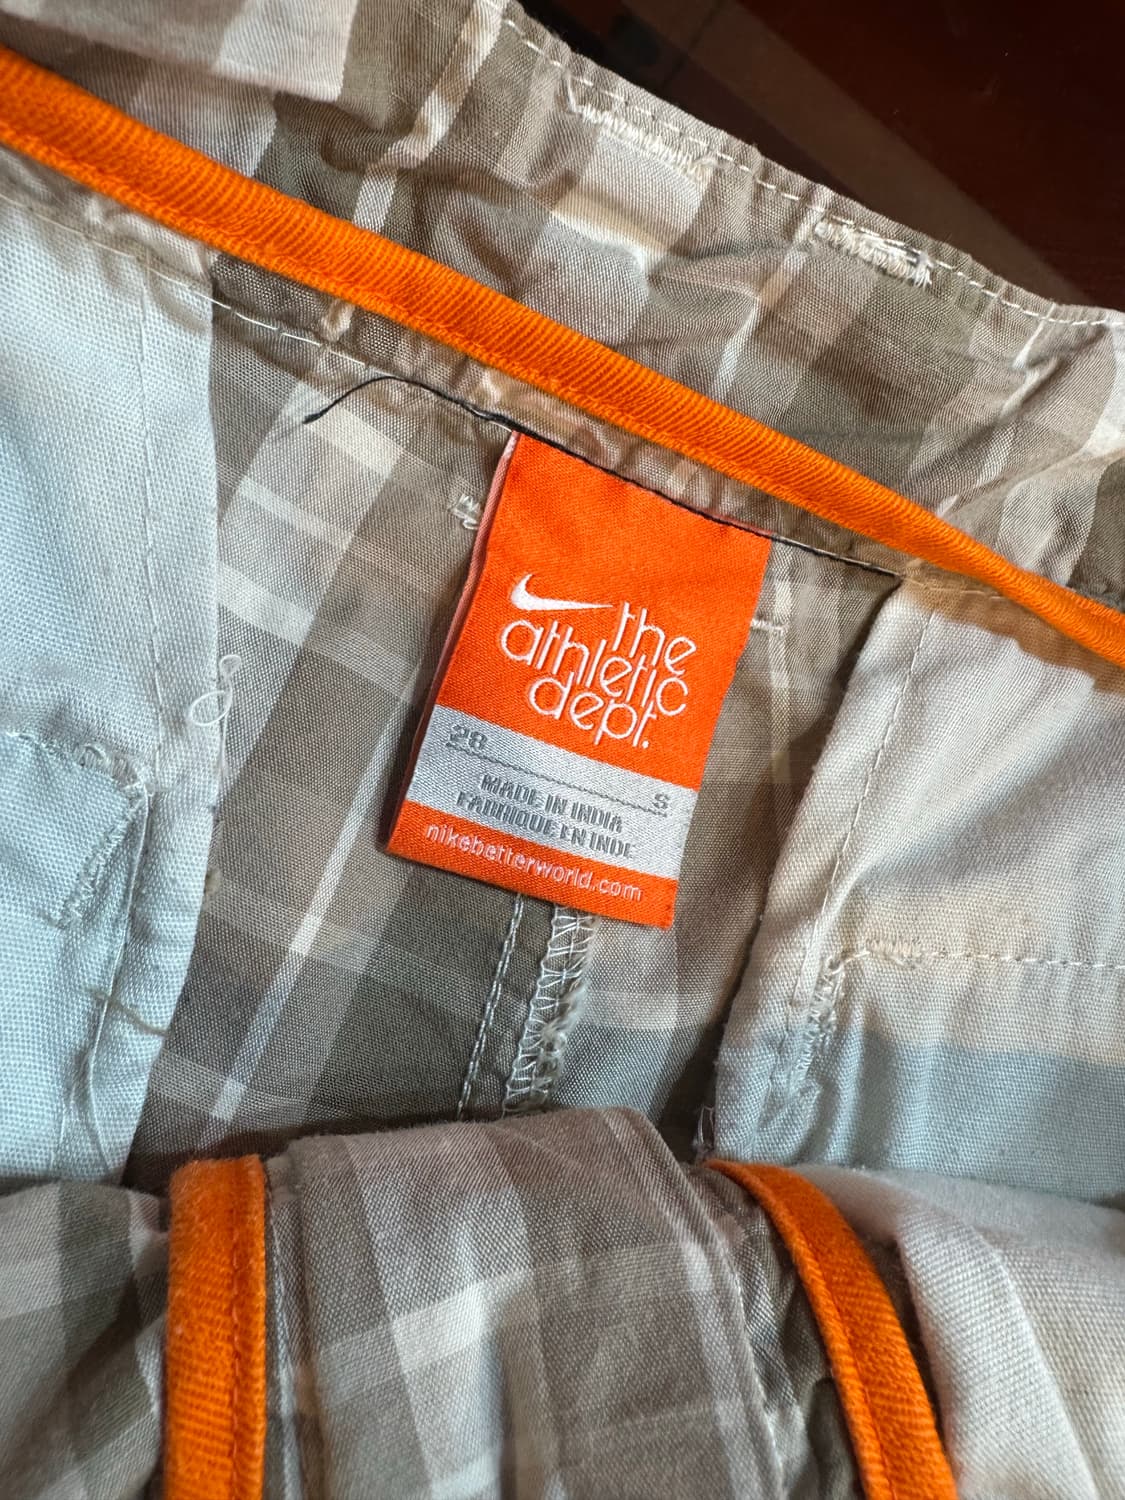 the
athletic
dept.
28
S
MADE IN INDIA
FABRIQUE EN INDE
nikebetterworld.com